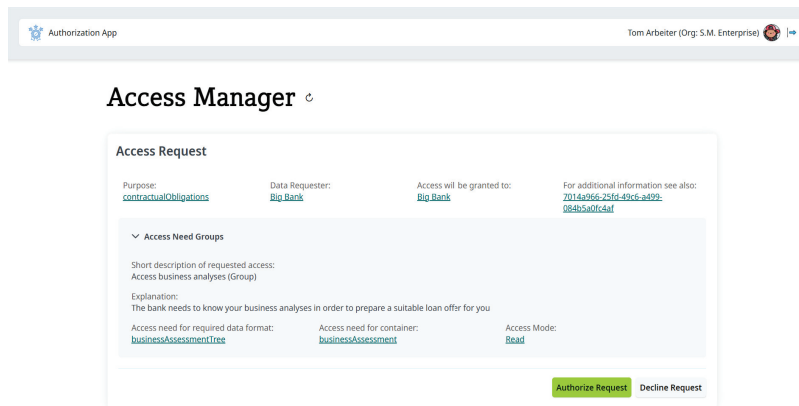 Authorization App
Tom Arbeiter (Org: S.M. Enterprise)
Access Manager
Access Request
Purpose:
contractualObligations
Data Requester:
Big Bank
Access wil be granted to:
Big Bank
For additional information see also:
7014a966-25fd-49c6-a499-
084b5a0fc4af
Access Need Groups
Short description of requested access:
Access business analyses (Group)
Explanation:
The bank needs to know your business analyses in order to prepare a suitable loan offer for you
Access need for required data format:
businessAssessmentTree
Access need for container:
businessAssessment
Access Mode:
Read
Authorize Request
Decline Request